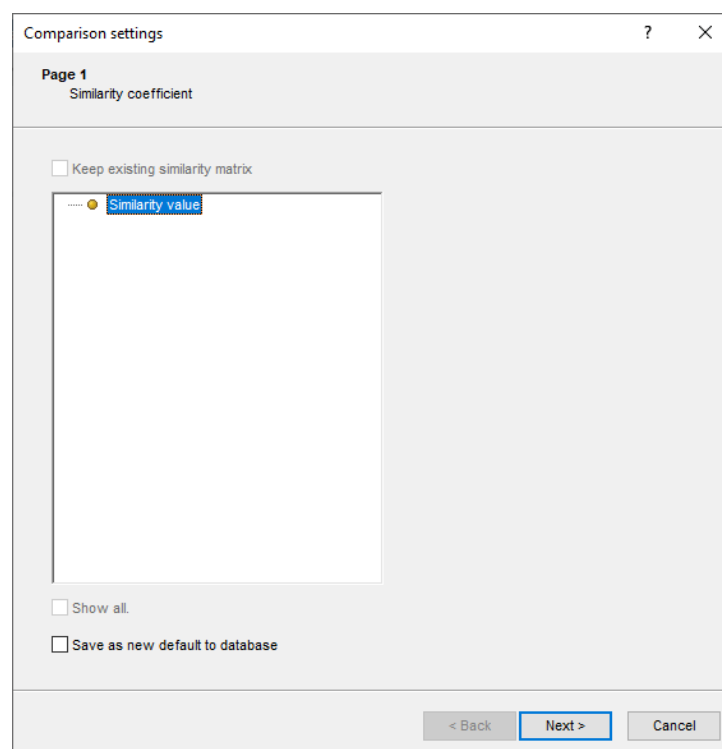 Comparison settings
?
Page 1
Similarity coefficient
Keep existing similarity matrix
Similarity value
Show all.
Save as new default to database
< Back
Next >
Cancel